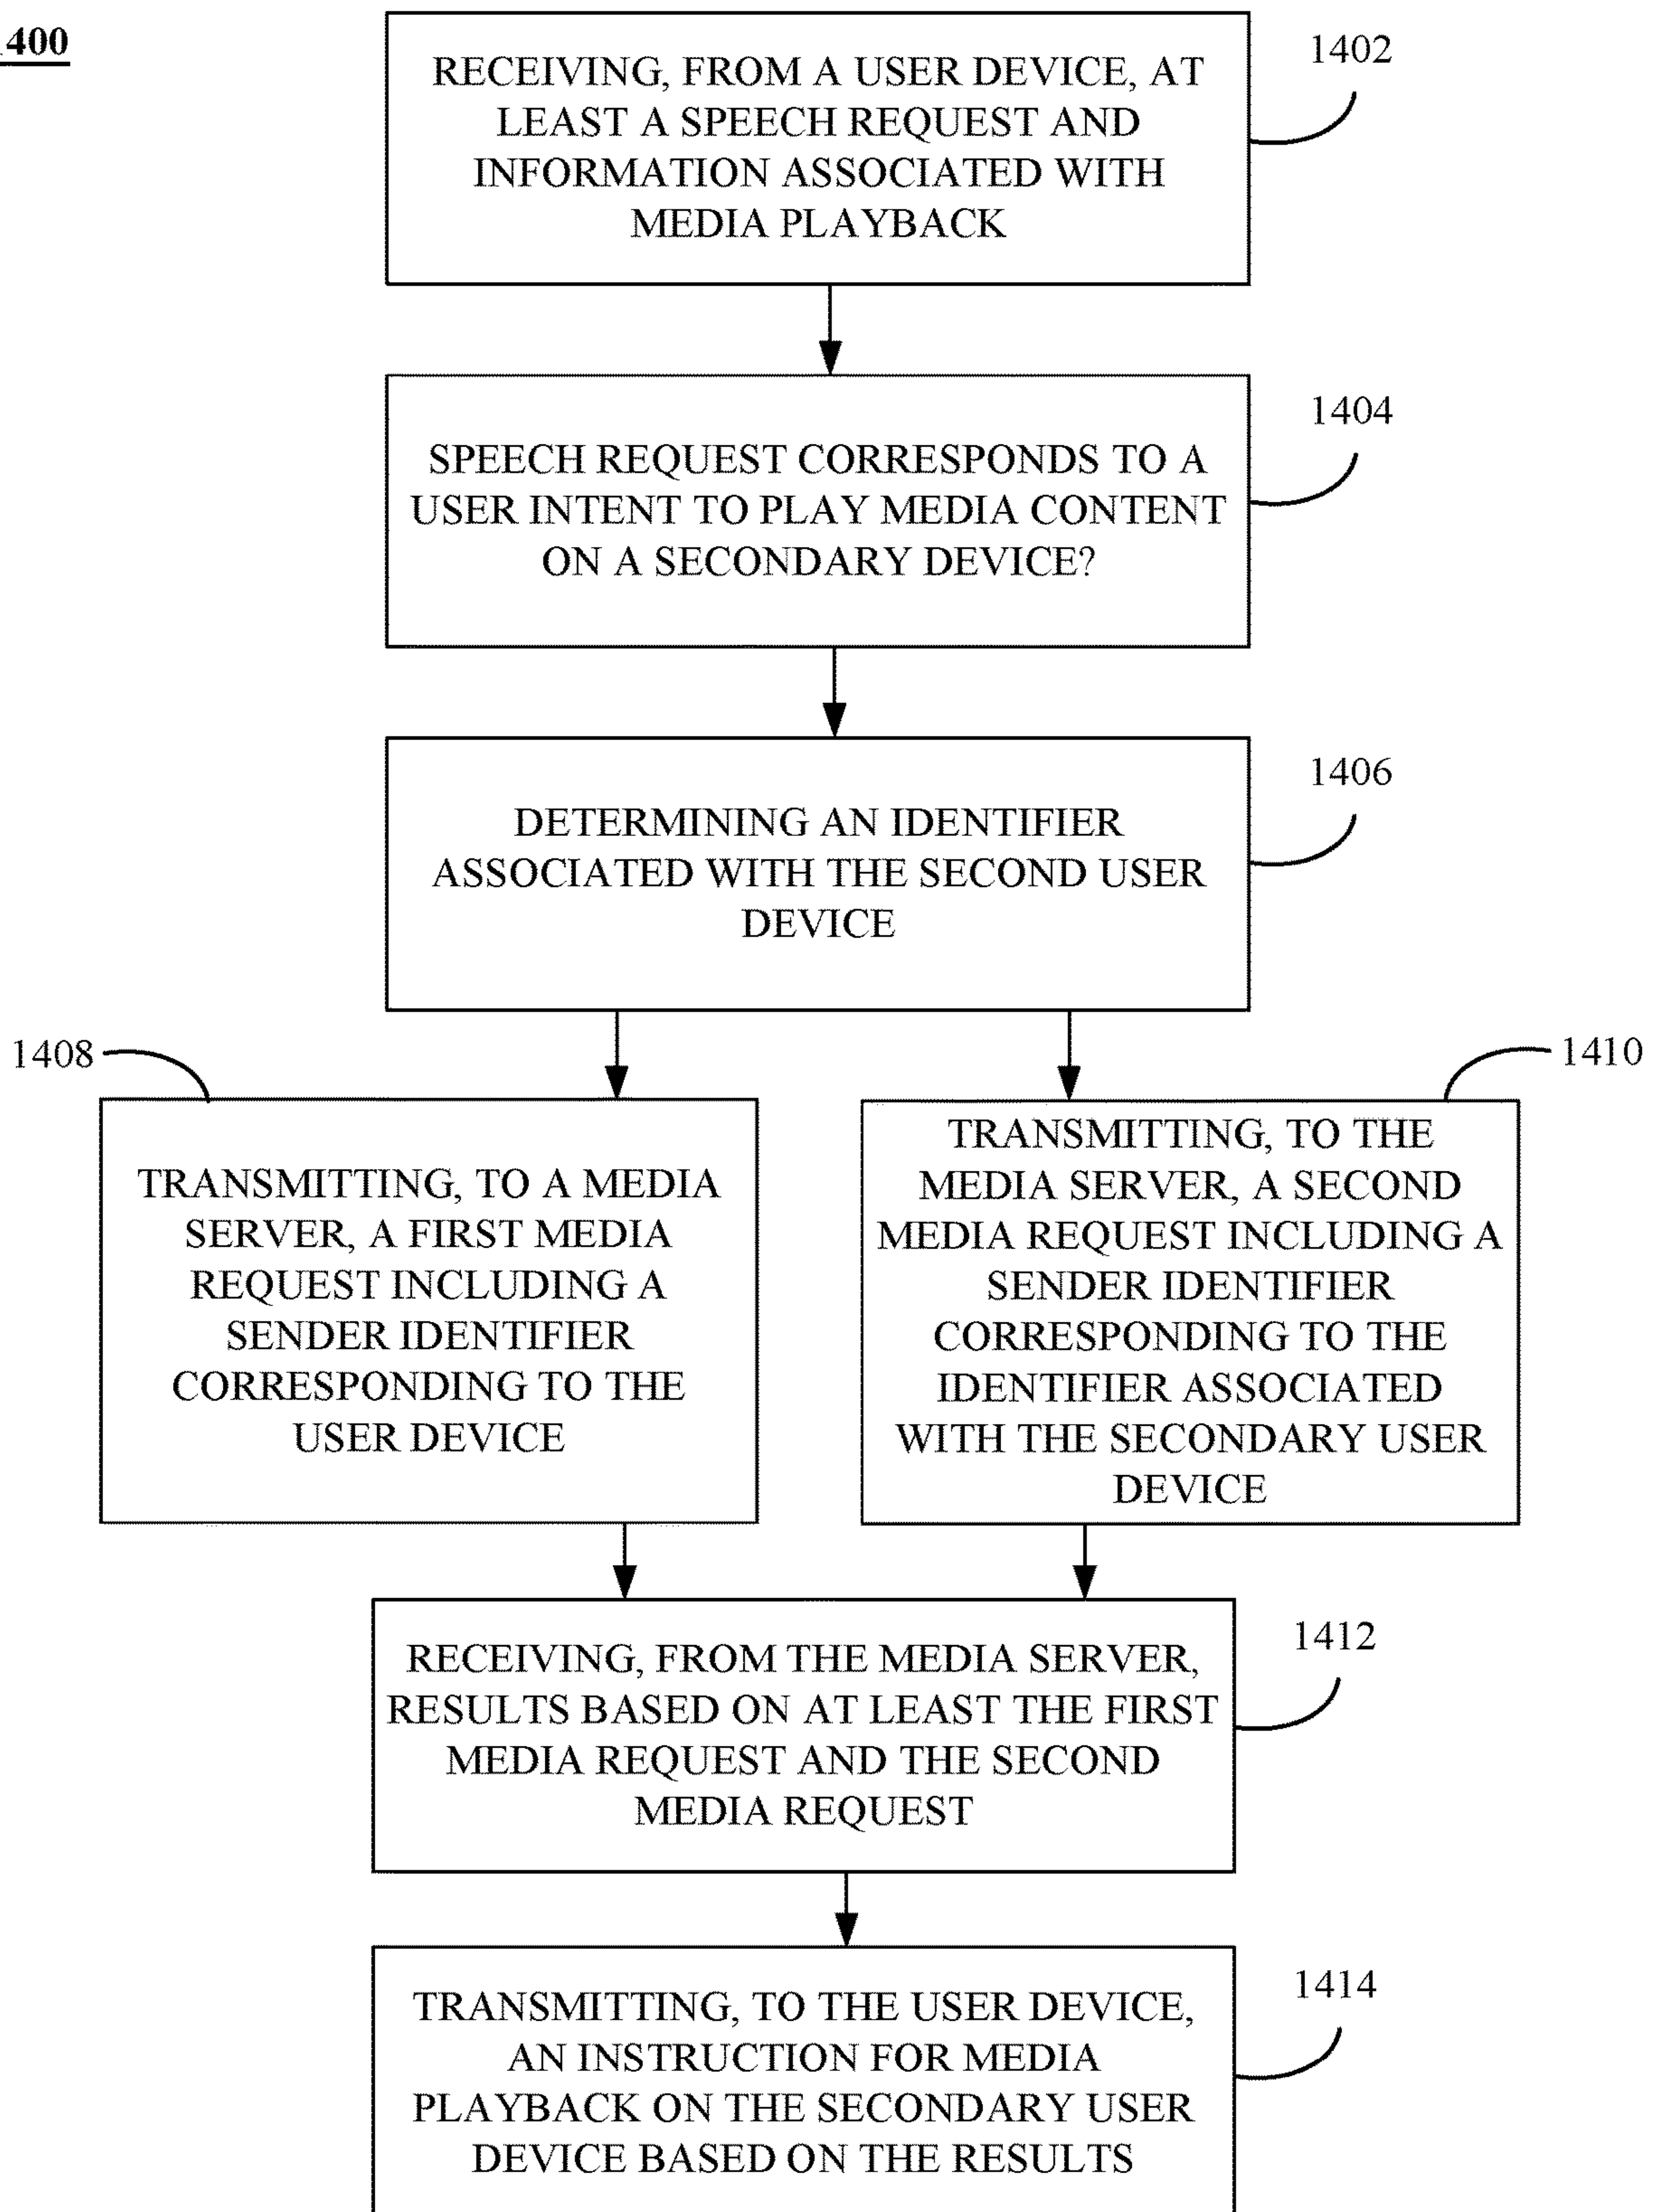 1400
1402
RECEIVING, FROM A USER DEVICE, AT
LEAST A SPEECH REQUEST AND
INFORMATION ASSOCIATED WITH
MEDIA PLAYBACK
1404
SPEECH REQUEST CORRESPONDS TO A
USER INTENT TO PLAY MEDIA CONTENT
ON A SECONDARY DEVICE?
1406
DETERMINING AN IDENTIFIER
ASSOCIATED WITH THE SECOND USER
DEVICE
1408
TRANSMITTING, TO A MEDIA
SERVER, A FIRST MEDIA
REQUEST INCLUDING A
SENDER IDENTIFIER
CORRESPONDING TO THE
USER DEVICE
1410
TRANSMITTING, TO THE
MEDIA SERVER, A SECOND
MEDIA REQUEST INCLUDING A
SENDER IDENTIFIER
CORRESPONDING TO THE
IDENTIFIER ASSOCIATED
WITH THE SECONDARY USER
DEVICE
1412
RECEIVING, FROM THE MEDIA SERVER,
RESULTS BASED ON AT LEAST THE FIRST
MEDIA REQUEST AND THE SECOND
MEDIA REQUEST
1414
TRANSMITTING, TO THE USER DEVICE,
AN INSTRUCTION FOR MEDIA
PLAYBACK ON THE SECONDARY USER
DEVICE BASED ON THE RESULTS